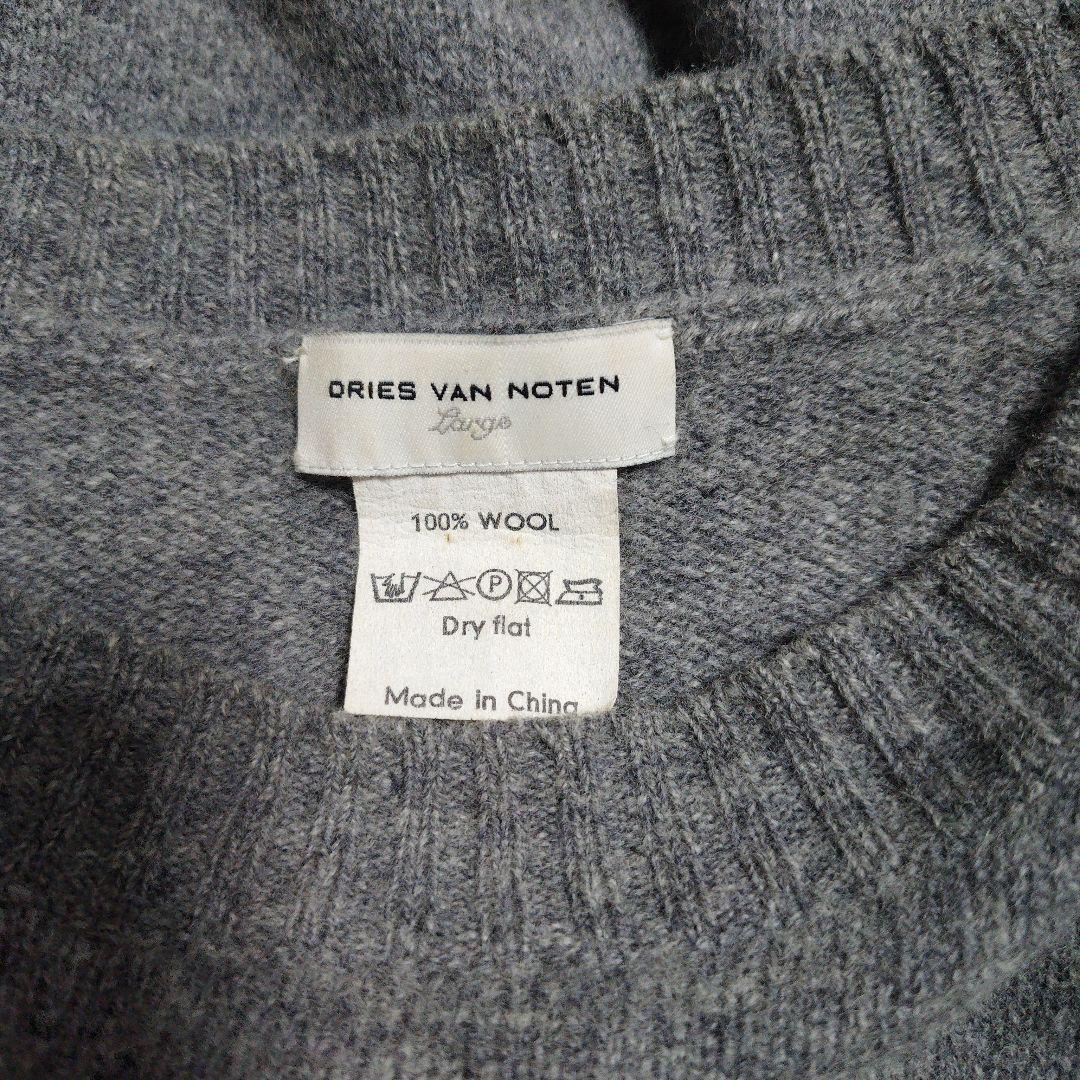 DRIES VAN NOTEN
Large
100% WOOL
P
Dry flat
Made in China